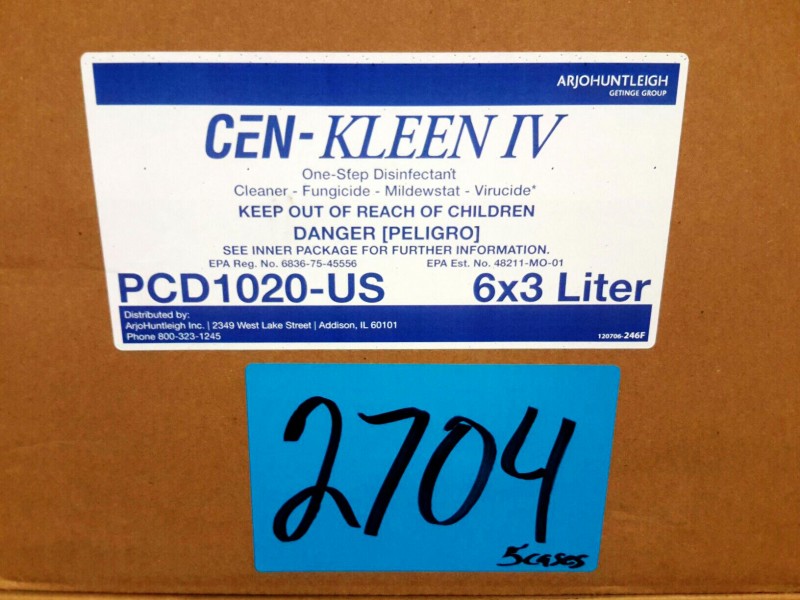 ARJOHUNTLEIGH
GETINGE GROUP
CEN-KLEEN IV
One-Step Disinfectant
Cleaner - Fungicide - Mildewstat - Virucide*
KEEP OUT OF REACH OF CHILDREN
DANGER [PELIGRO]
SEE INNER PACKAGE FOR FURTHER INFORMATION.
EPA Reg. No. 6836-75-45556 EPA Est. No. 48211-MO-01
PCD1020-US 6x3 Liter
Distributed by:
ArjoHuntleigh Inc. | 2349 West Lake Street | Addison, IL 60101
Phone 800-323-1245 120706-246F
2704
5 cases